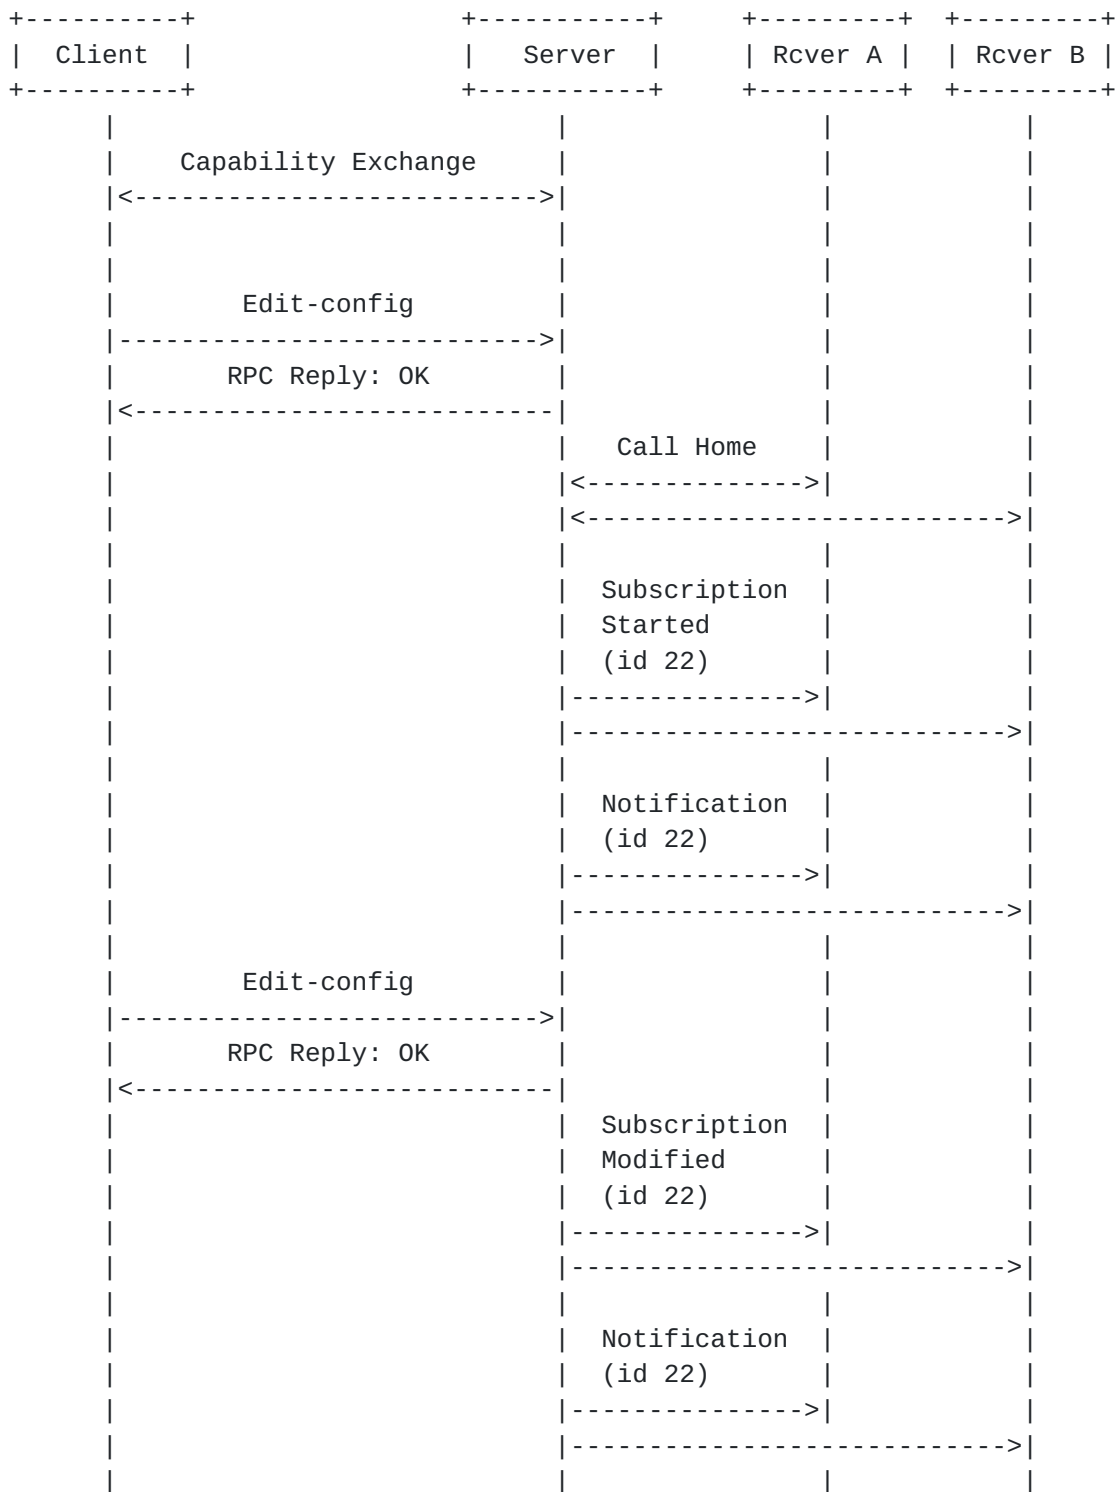 Client Server Rcver A Rcver B
Capability Exchange
Edit-config
RPC Reply: OK
Call Home
Subscription
Started
(id 22)
Notification
(id 22)
Edit-config
RPC Reply: OK
Subscription
Modified
(id 22)
Notification
(id 22)